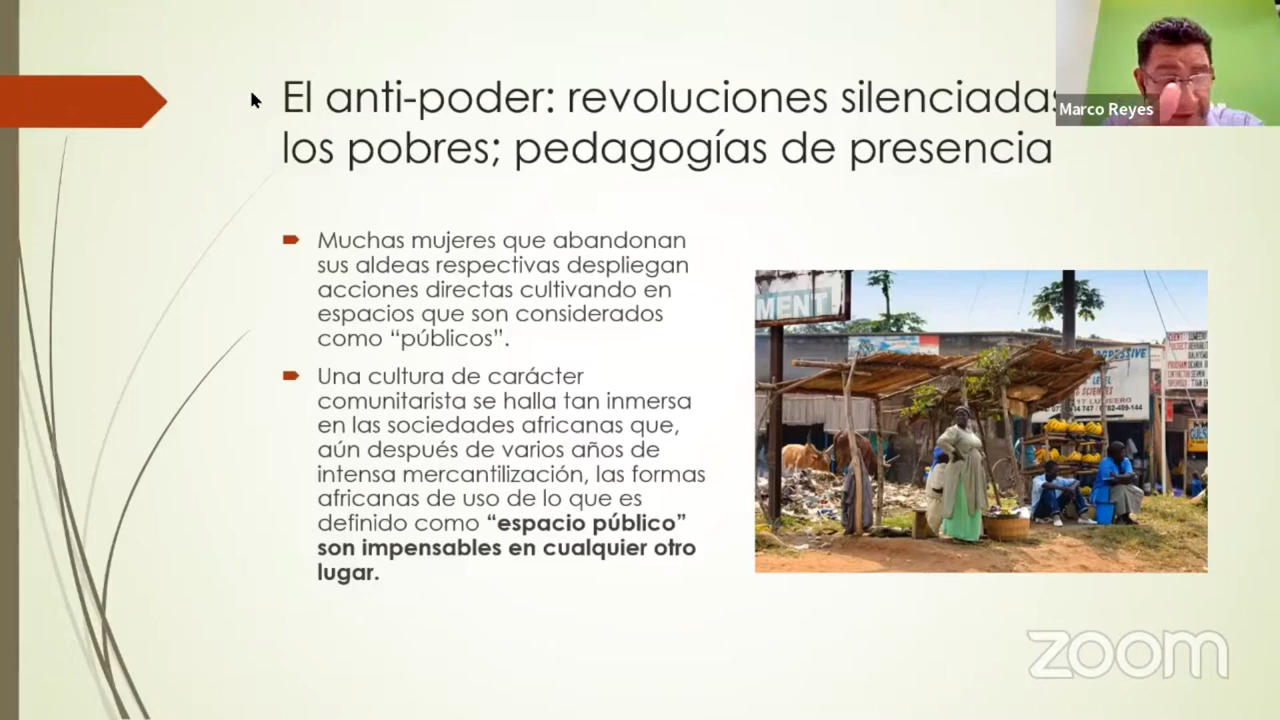 El anti-poder: revoluciones silenciadas
los pobres; pedagogías de presencia
Marco Reyes
Muchas mujeres que abandonan
sus aldeas respectivas despliegan
acciones directas cultivando en
espacios que son considerados
como “públicos”.
Una cultura de carácter
comunitarista se halla tan inmersa
en las sociedades africanas que,
aún después de varios años de
intensa mercantilización, las formas
africanas de uso de lo que es
definido como “espacio público”
son impensables en cualquier otro
lugar.
MENT
zoom